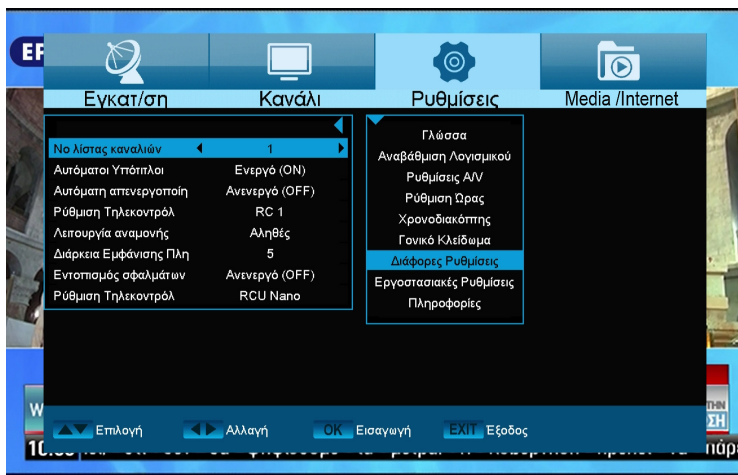 ΕΡ
Εγκατ/ση
Κανάλι
Ρυθμίσεις
Media /Internet
Νο λίστας καναλιών 1
Αυτόματοι Υπότιτλοι Ενεργό (ON)
Αυτόματη απενεργοποίη Ανενεργό (OFF)
Ρύθμιση Τηλεκοντρόλ RC 1
Λειτουργία αναμονής Αληθές
Διάρκεια Εμφάνισης Πλη 5
Εντοπισμός σφαλμάτων Ανενεργό (OFF)
Ρύθμιση Τηλεκοντρόλ RCU Nano
Γλώσσα
Αναβάθμιση Λογισμικού
Ρυθμίσεις A/V
Ρύθμιση Ώρας
Χρονοδιακόπτης
Γονικό Κλείδωμα
Διάφορες Ρυθμίσεις
Εργοστασιακές Ρυθμίσεις
Πληροφορίες
W
ΤΗΝ
ΣΗ
Επιλογή
Αλλαγή
OK Εισαγωγή
EXIT Έξοδος